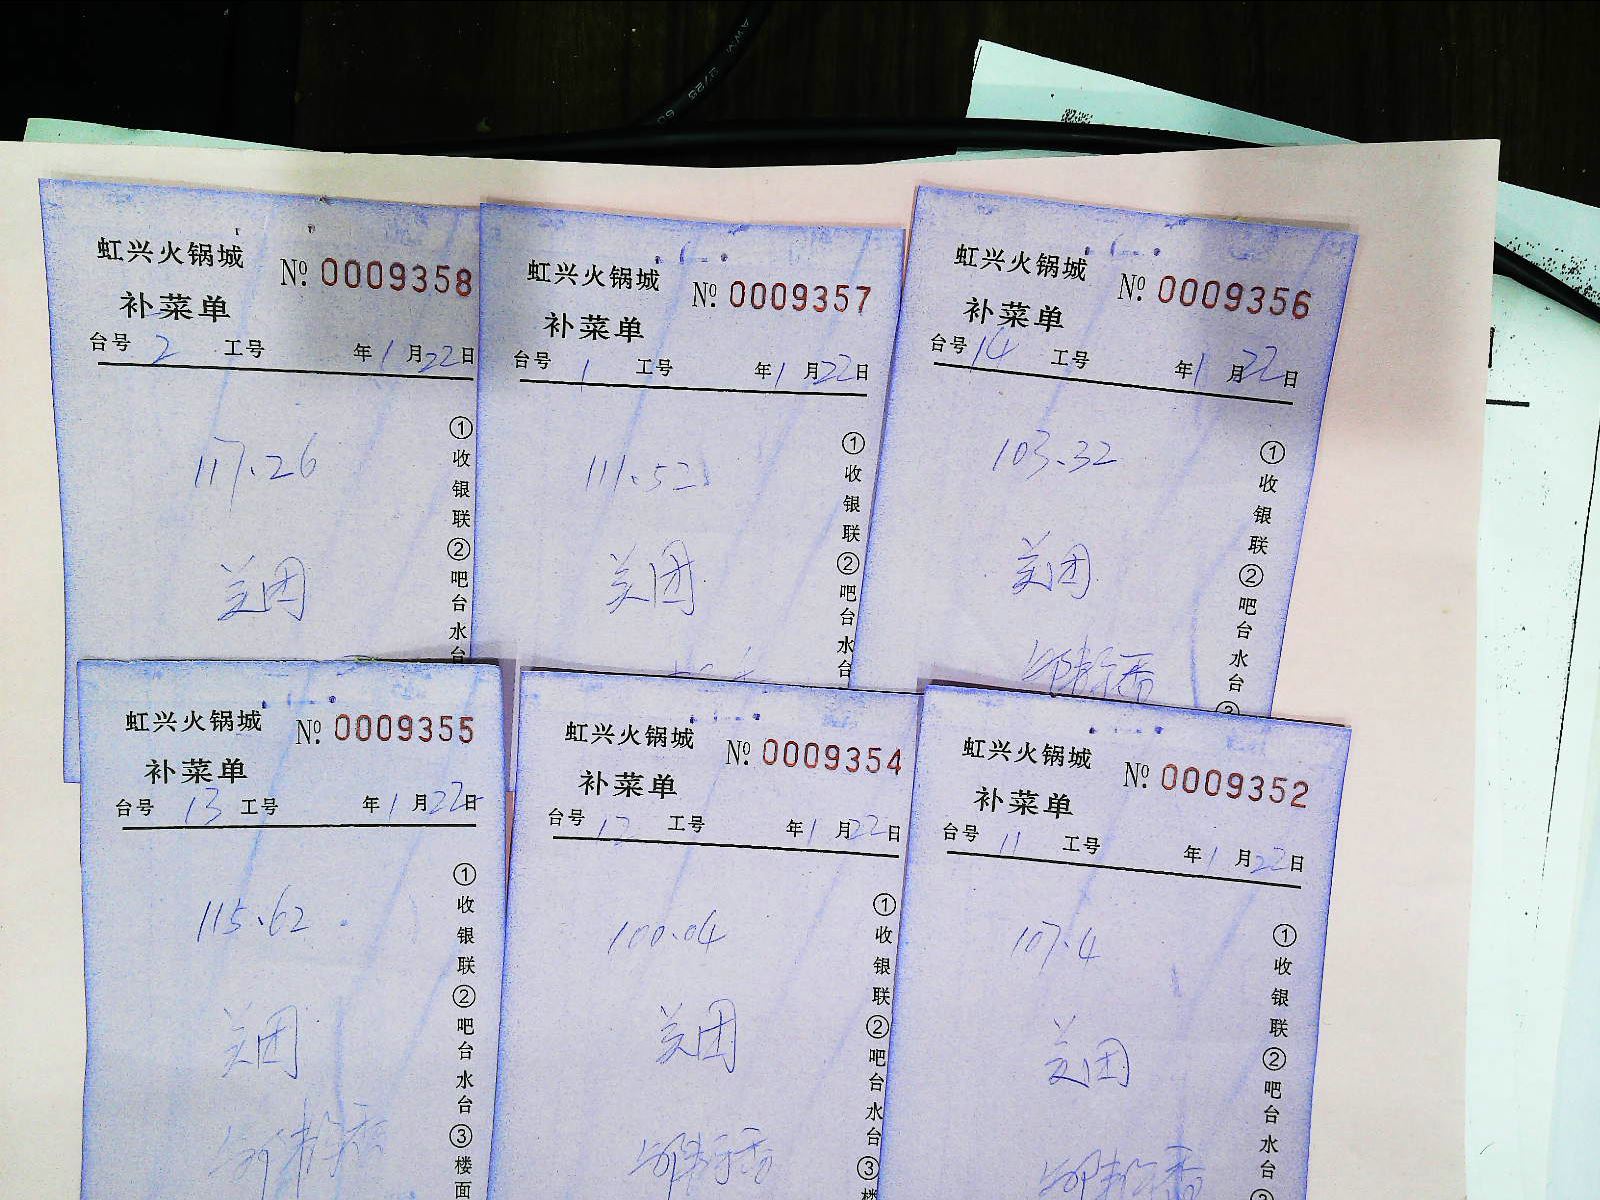 虹兴火锅城 No. 0009358
补菜单
台号 2 工号 年 1 月 22 日
117.26
美团
①收银联②吧台水台
虹兴火锅城 No. 0009357
补菜单
台号 1 工号 年 1 月 22 日
111.52
美团
①收银联②吧台水台
虹兴火锅城 No. 0009356
补菜单
台号 14 工号 年 1 月 22 日
103.32
美团
①收银联②吧台水台③
虹兴火锅城 No. 0009355
补菜单
台号 13 工号 年 1 月 22 日
115.62
美团
①收银联②吧台水台③楼面
虹兴火锅城 No. 0009354
补菜单
台号 12 工号 年 1 月 22 日
100.04
美团
①收银联②吧台水台③楼
虹兴火锅城 No. 0009352
补菜单
台号 11 工号 年 1 月 22 日
107.4
美团
①收银联②吧台水台③